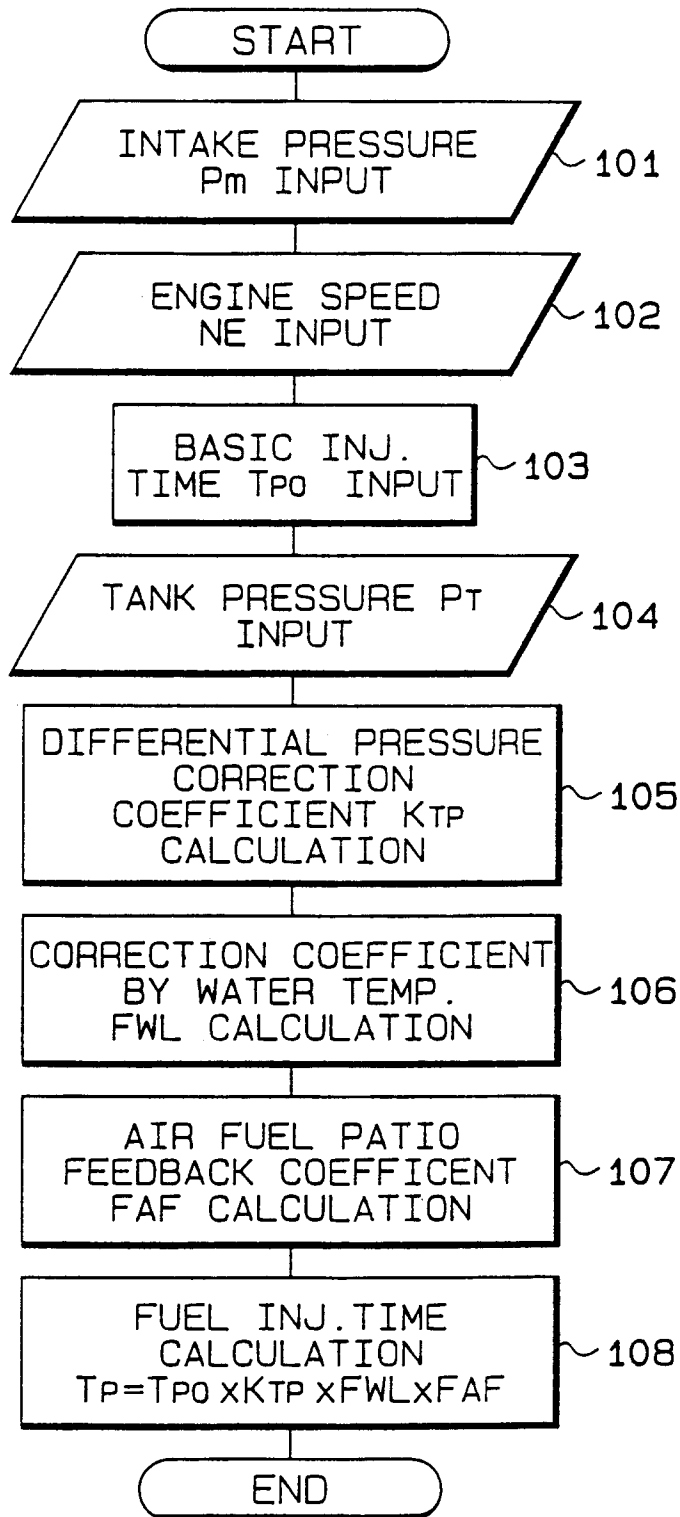 START
INTAKE PRESSURE
Pm INPUT
101
ENGINE SPEED
NE INPUT
102
BASIC INJ.
TIME TPO INPUT
103
TANK PRESSURE PT
INPUT
104
DIFFERENTIAL PRESSURE
CORRECTION
COEFFICIENT KTP
CALCULATION
105
CORRECTION COEFFICIENT
BY WATER TEMP.
FWL CALCULATION
106
AIR FUEL PATIO
FEEDBACK COEFFICENT
FAF CALCULATION
107
FUEL INJ.TIME
CALCULATION
TP=TPO xKTP xFWLxFAF
108
END